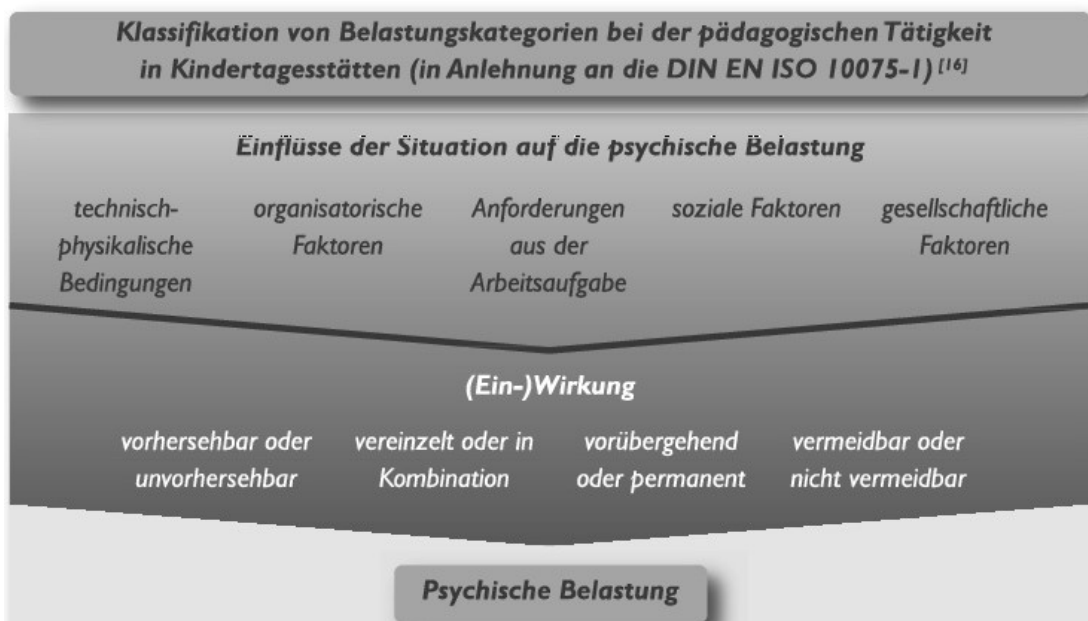 Klassifikation von Belastungskategorien bei der pädagogischen Tätigkeit
in Kindertagesstätten (in Anlehnung an die DIN EN ISO 10075-1) [16]
Einflüsse der Situation auf die psychische Belastung
technisch-
physikalische
Bedingungen
organisatorische
Faktoren
Anforderungen
aus der
Arbeitsaufgabe
soziale Faktoren
gesellschaftliche
Faktoren
(Ein-)Wirkung
vorhersehbar oder
unvorhersehbar
vereinzelt oder in
Kombination
vorübergehend
oder permanent
vermeidbar oder
nicht vermeidbar
Psychische Belastung